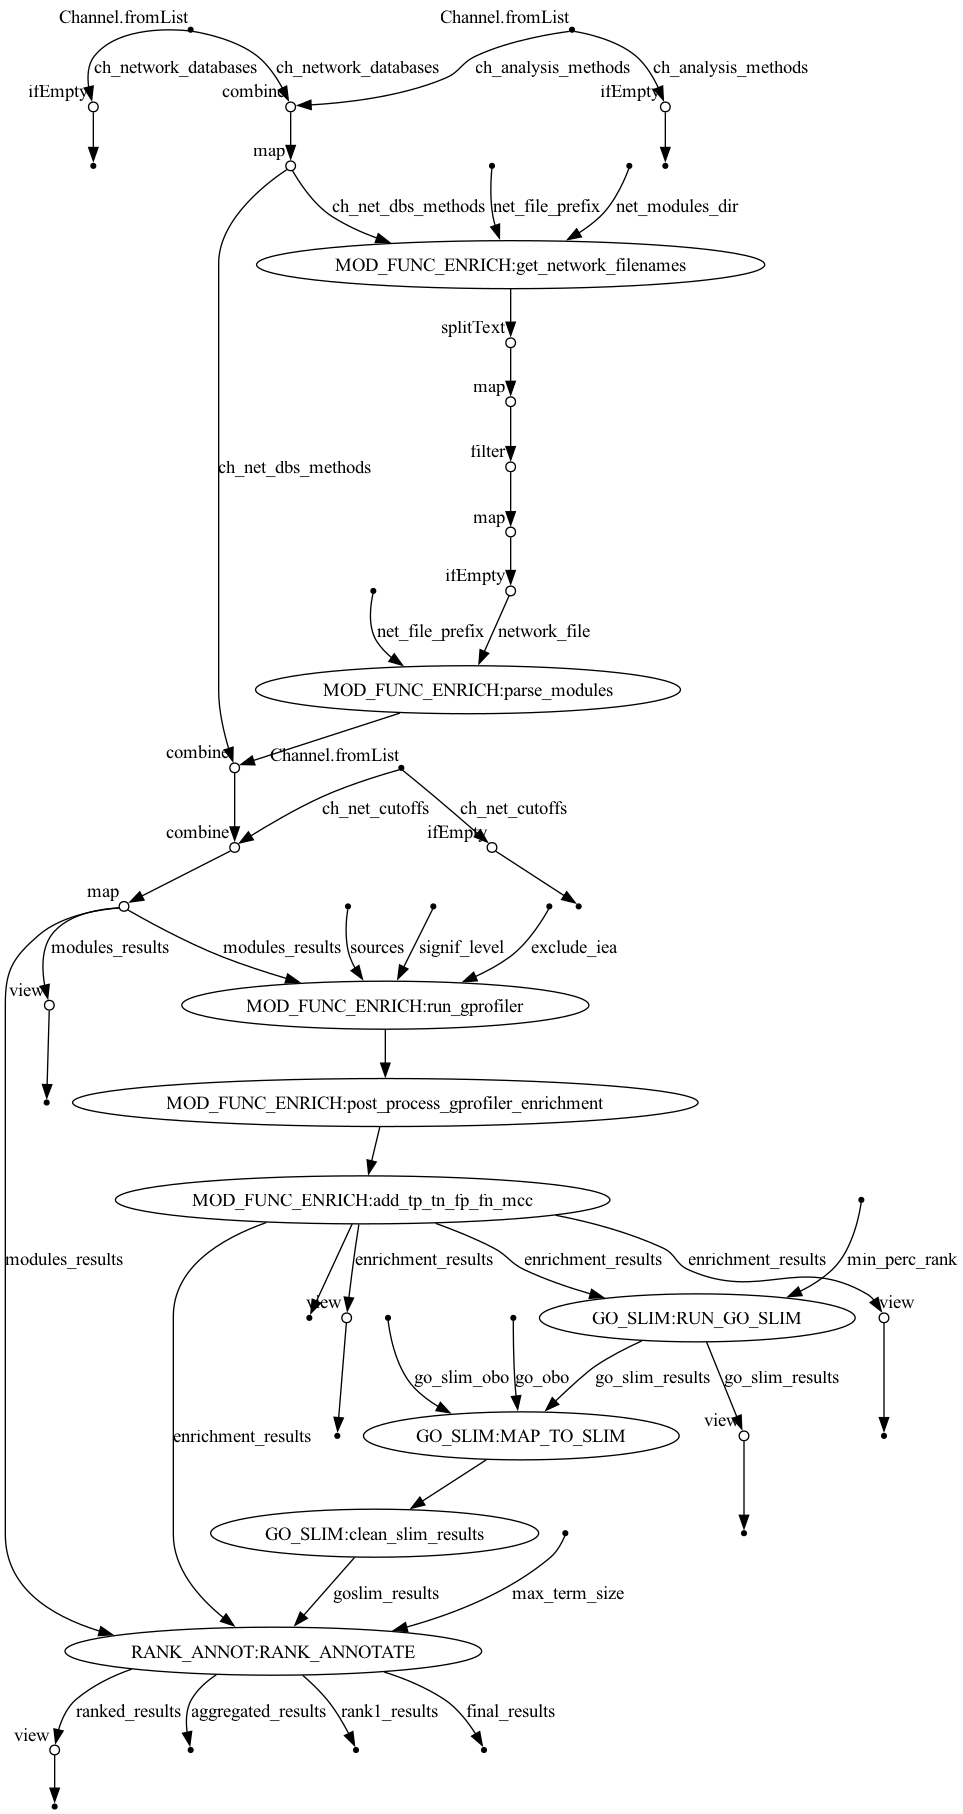 Channel.fromList
Channel.fromList
ch_network_databases
ch_network_databases
ch_analysis_methods
ch_analysis_methods
ifEmpty
combine
ifEmpty
map
ch_net_dbs_methods
net_file_prefix
net_modules_dir
MOD_FUNC_ENRICH:get_network_filenames
splitText
map
filter
ch_net_dbs_methods
map
ifEmpty
net_file_prefix
network_file
MOD_FUNC_ENRICH:parse_modules
combine
Channel.fromList
ch_net_cutoffs
ch_net_cutoffs
combine
ifEmpty
map
modules_results
modules_results
sources
signif_level
exclude_iea
view
MOD_FUNC_ENRICH:run_gprofiler
MOD_FUNC_ENRICH:post_process_gprofiler_enrichment
MOD_FUNC_ENRICH:add_tp_tn_fp_fn_mcc
modules_results
enrichment_results
enrichment_results
enrichment_results
min_perc_rank
view
view
GO_SLIM:RUN_GO_SLIM
go_slim_obo
go_obo
go_slim_results
go_slim_results
view
enrichment_results
GO_SLIM:MAP_TO_SLIM
GO_SLIM:clean_slim_results
goslim_results
max_term_size
RANK_ANNOT:RANK_ANNOTATE
ranked_results
aggregated_results
rank1_results
final_results
view